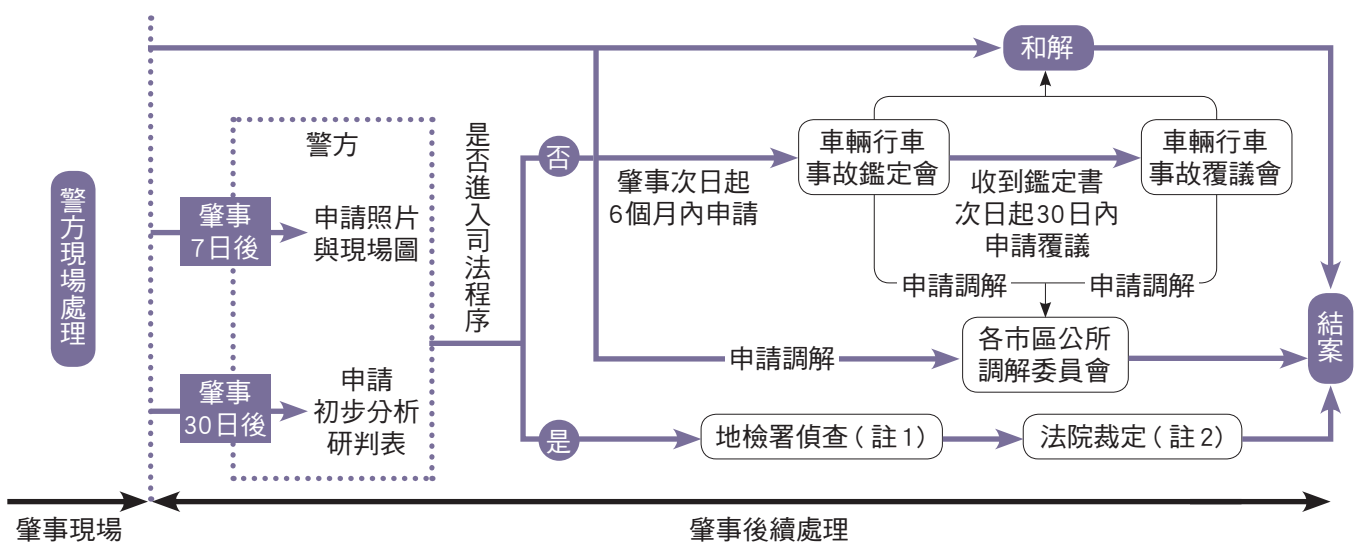 警方現場處理
警方
肇事
7日後
申請照片
與現場圖
肇事
30日後
申請
初步分析
研判表
是否進入司法程序
否
是
肇事次日起
6個月內申請
車輛行車
事故鑑定會
收到鑑定書
次日起30日內
申請覆議
車輛行車
事故覆議會
和解
申請調解
申請調解
申請調解
各市區公所
調解委員會
地檢署偵查(註1)
法院裁定(註2)
結案
肇事現場
肇事後續處理